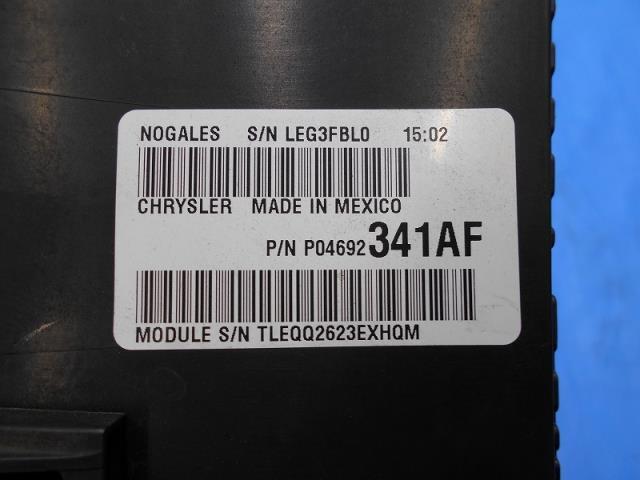 NOGALES S/N LEG3FBL0 15:02
CHRYSLER MADE IN MEXICO
P/N P04692341AF
MODULE S/N TLEQQ2623EXHQM